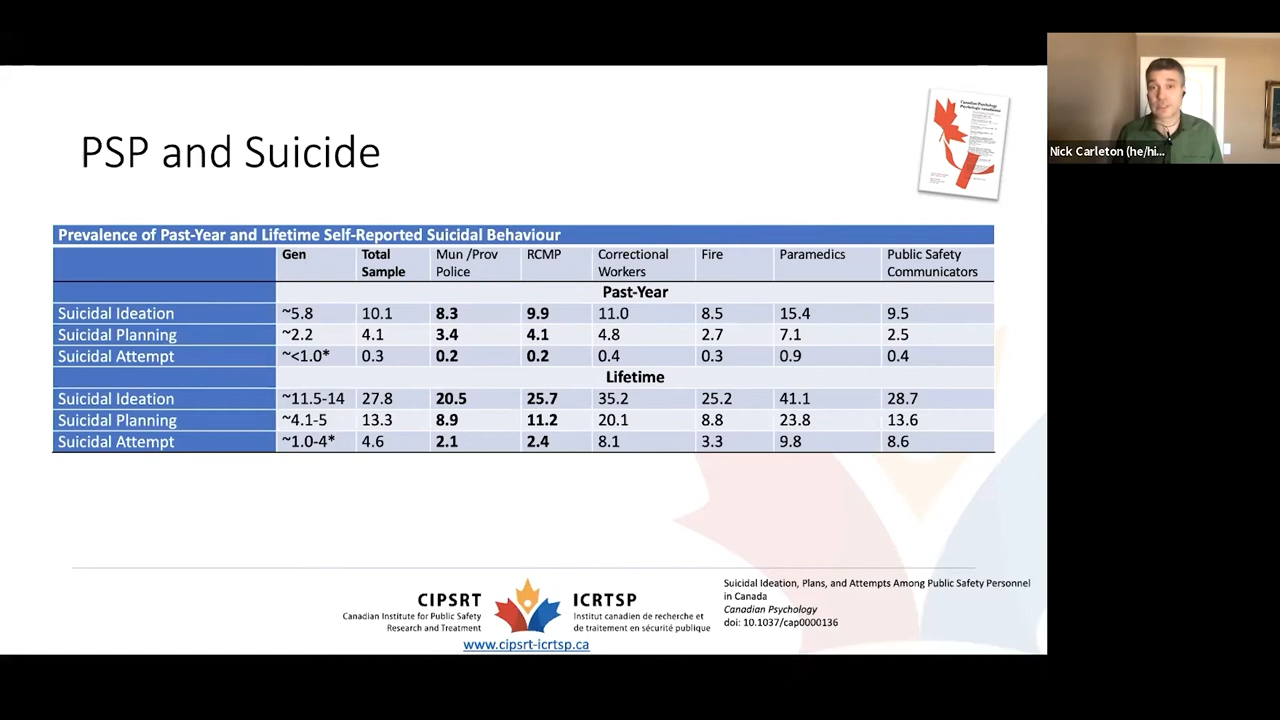 PSP and Suicide
Canadian Psychology
Psychologie canadienne
Nick Carleton (he/hi...
Prevalence of Past-Year and Lifetime Self-Reported Suicidal Behaviour
Gen Total Sample Mun /Prov Police RCMP Correctional Workers Fire Paramedics Public Safety Communicators
Past-Year
Suicidal Ideation ~5.8 10.1 8.3 9.9 11.0 8.5 15.4 9.5
Suicidal Planning ~2.2 4.1 3.4 4.1 4.8 2.7 7.1 2.5
Suicidal Attempt ~<1.0* 0.3 0.2 0.2 0.4 0.3 0.9 0.4
Lifetime
Suicidal Ideation ~11.5-14 27.8 20.5 25.7 35.2 25.2 41.1 28.7
Suicidal Planning ~4.1-5 13.3 8.9 11.2 20.1 8.8 23.8 13.6
Suicidal Attempt ~1.0-4* 4.6 2.1 2.4 8.1 3.3 9.8 8.6
CIPSRT
Canadian Institute for Public Safety
Research and Treatment
ICRTSP
Institut canadien de recherche et
de traitement en sécurité publique
www.cipsrt-icrtsp.ca
Suicidal Ideation, Plans, and Attempts Among Public Safety Personnel
in Canada
Canadian Psychology
doi: 10.1037/cap0000136